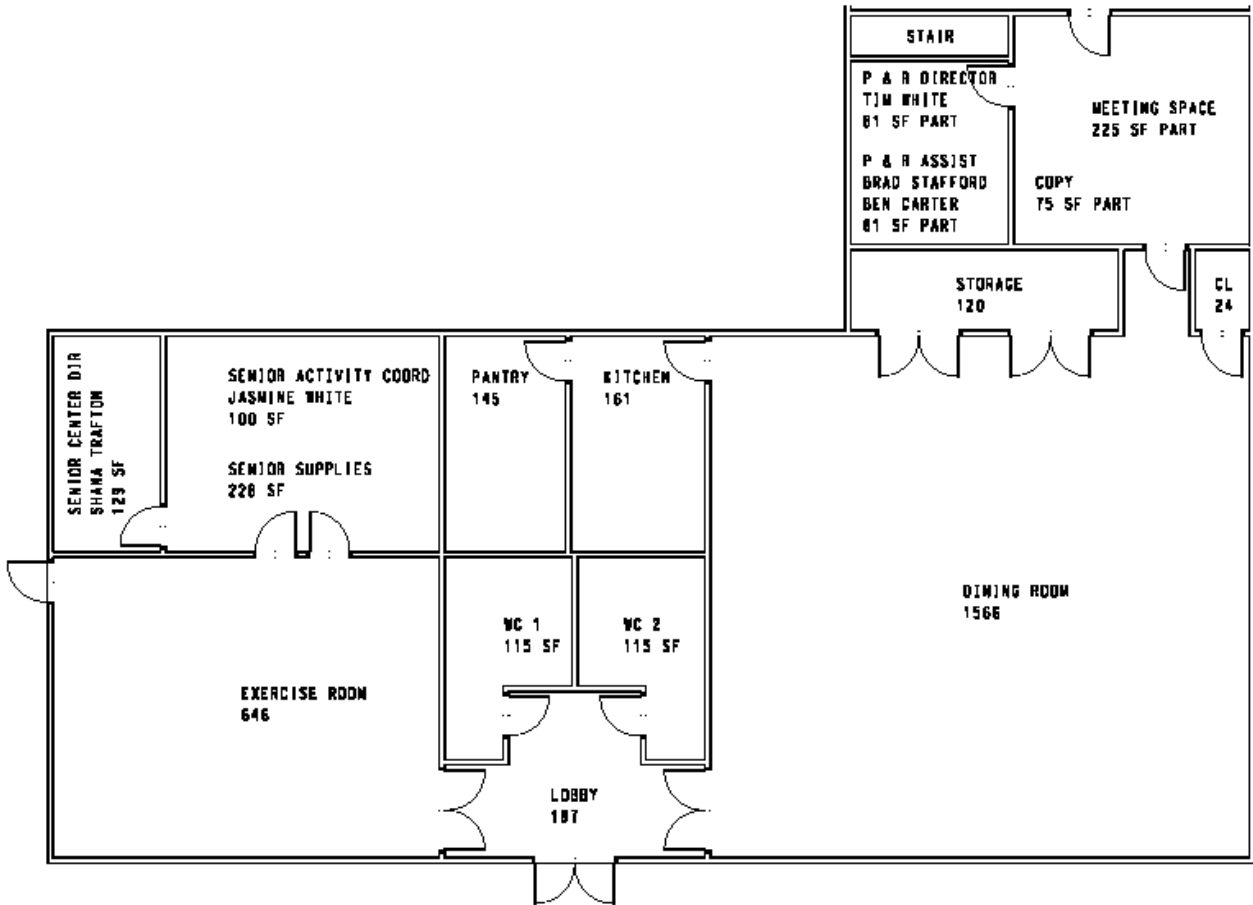 STAIR
P & R DIRECTOR
TIM WHITE
81 SF PART
P & R ASSIST
BRAD STAFFORD
BEN CARTER
81 SF PART
MEETING SPACE
225 SF PART
COPY
75 SF PART
STORAGE
120
CL
24
SENIOR CENTER DIR
SHANA TRAFTON
129 SF
SENIOR ACTIVITY COORD
JASMINE WHITE
100 SF
SENIOR SUPPLIES
228 SF
PANTRY
145
KITCHEN
161
DINING ROOM
1566
WC 1
115 SF
WC 2
115 SF
EXERCISE ROOM
646
LOBBY
187